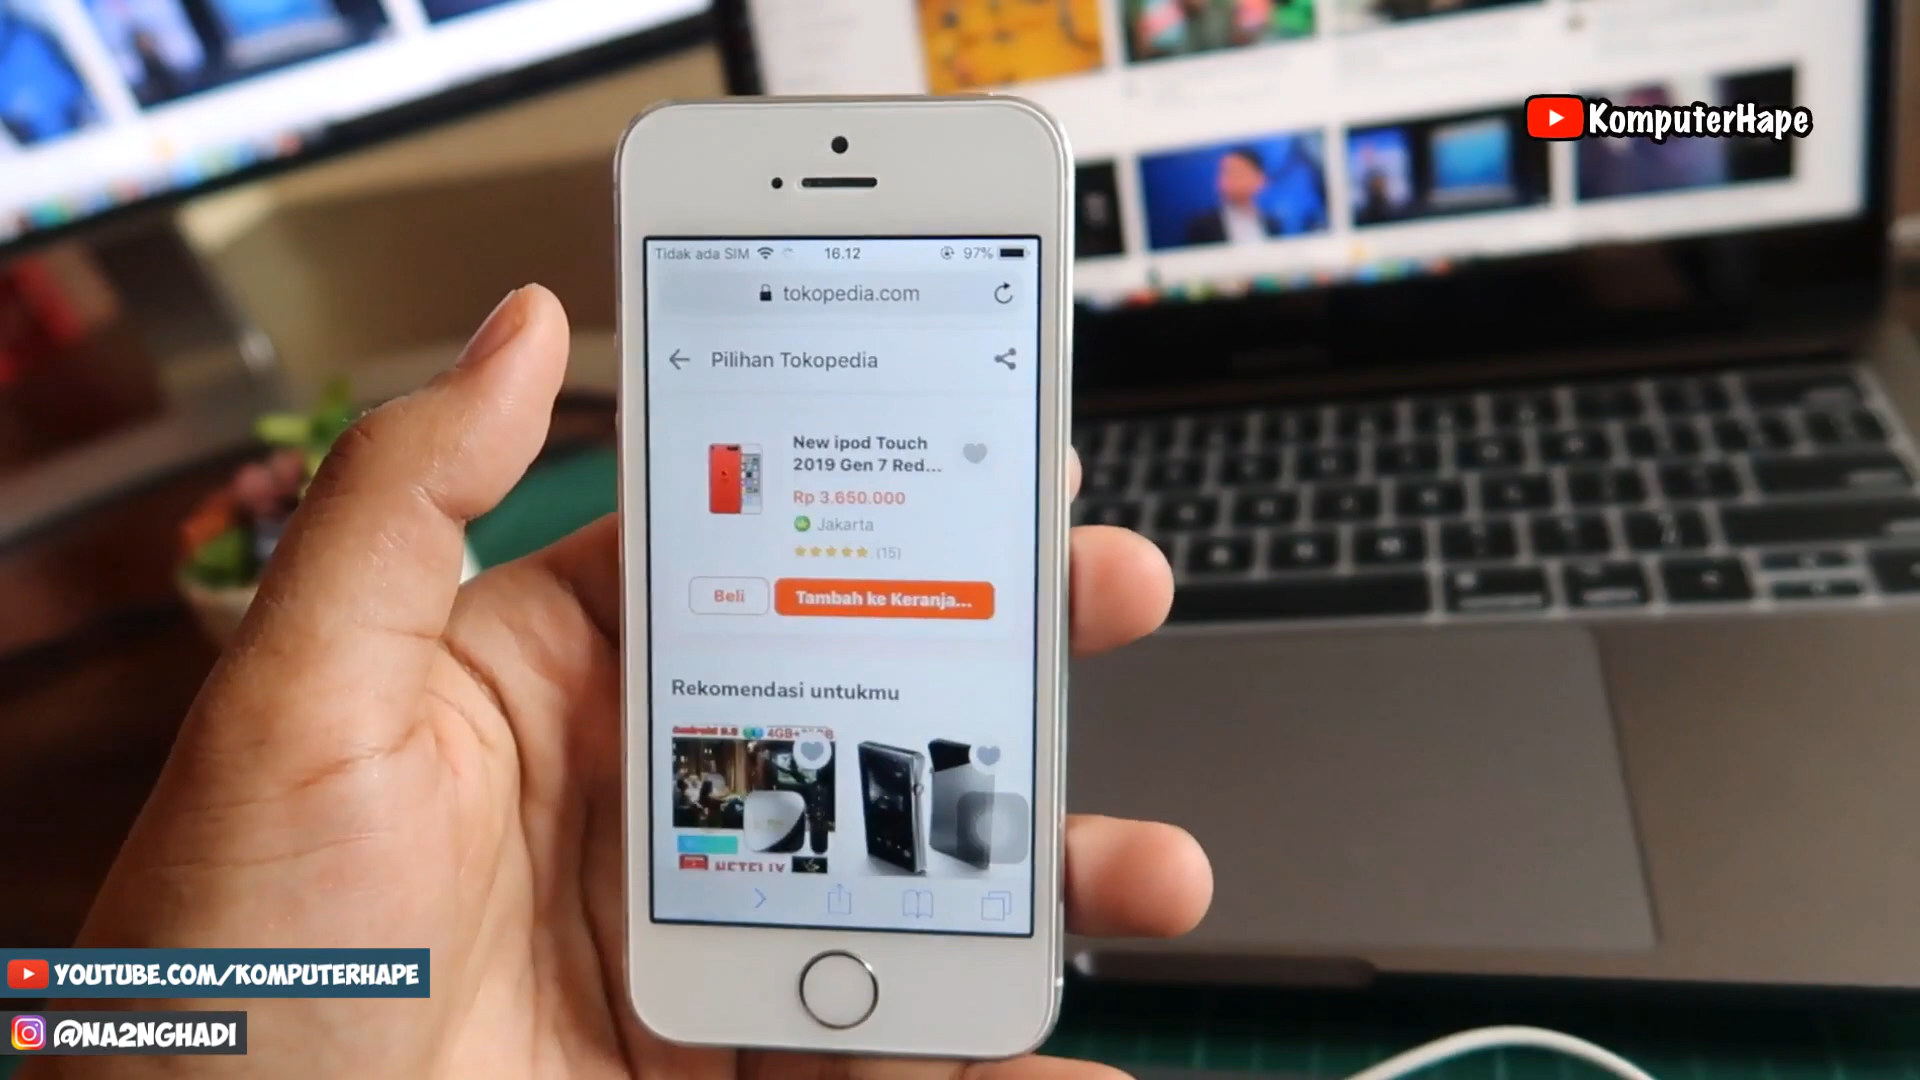 KomputerHape
Tidak ada SIM
16.12
97%
tokopedia.com
Pilihan Tokopedia
New ipod Touch
2019 Gen 7 Red...
Rp 3.650.000
Jakarta
(15)
Beli
Tambah ke Keranja...
Rekomendasi untukmu
NETFLIX
YOUTUBE.COM/KOMPUTERHAPE
@NA2NGHADI